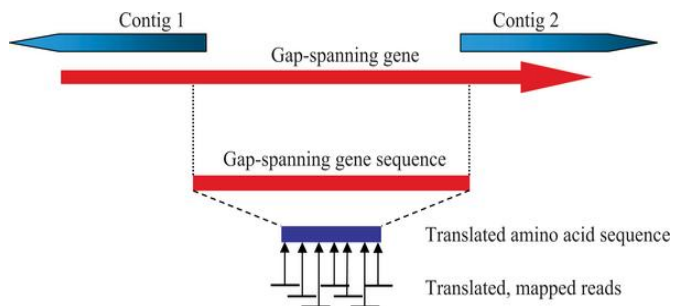 Contig 1
Contig 2
Gap-spanning gene
Gap-spanning gene sequence
Translated amino acid sequence
Translated, mapped reads